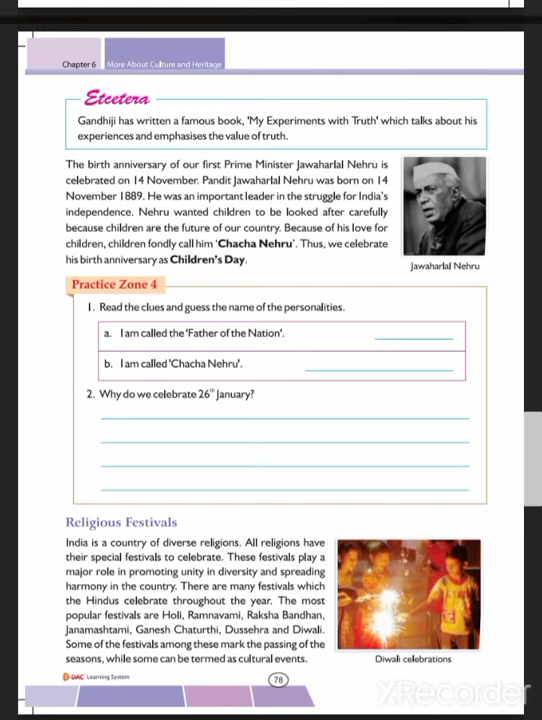 Chapter 6
More About Culture and Heritage
Etcetera
Gandhiji has written a famous book, 'My Experiments with Truth' which talks about his
experiences and emphasises the value of truth.
The birth anniversary of our first Prime Minister Jawaharlal Nehru is
celebrated on 14 November. Pandit Jawaharlal Nehru was born on 14
November 1889. He was an important leader in the struggle for India's
independence. Nehru wanted children to be looked after carefully
because children are the future of our country. Because of his love for
children, children fondly call him 'Chacha Nehru'. Thus, we celebrate
his birth anniversary as Children's Day.
Jawaharlal Nehru
Practice Zone 4
1. Read the clues and guess the name of the personalities.
a. I am called the 'Father of the Nation'.
b. I am called 'Chacha Nehru'.
2. Why do we celebrate 26th January?
Religious Festivals
India is a country of diverse religions. All religions have
their special festivals to celebrate. These festivals play a
major role in promoting unity in diversity and spreading
harmony in the country. There are many festivals which
the Hindus celebrate throughout the year. The most
popular festivals are Holi, Ramnavami, Raksha Bandhan,
Janamashtami, Ganesh Chaturthi, Dussehra and Diwali.
Some of the festivals among these mark the passing of the
seasons, while some can be termed as cultural events.
Diwali celebrations
Learning System
78
XRecorder